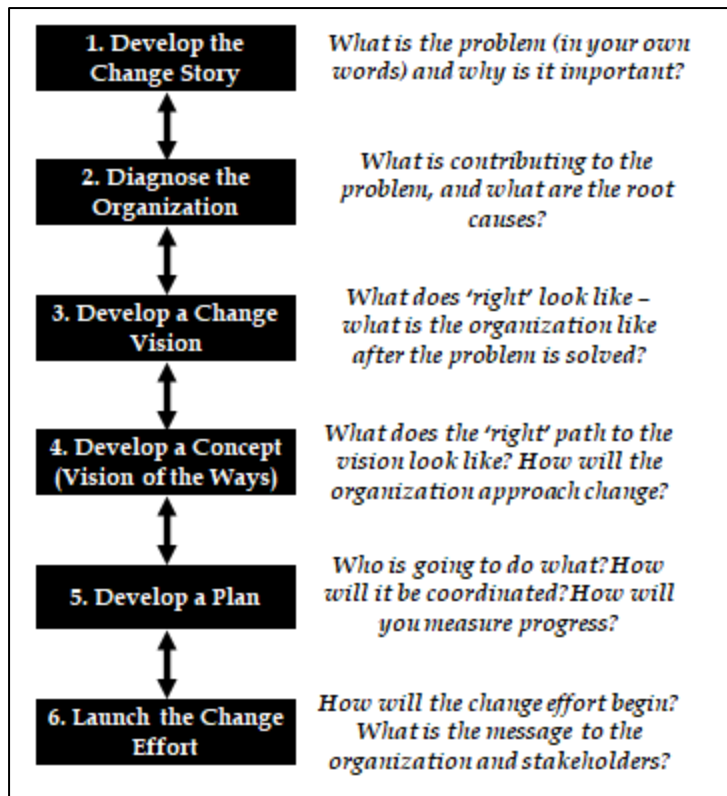 1. Develop the
Change Story
What is the problem (in your own
words) and why is it important?
2. Diagnose the
Organization
What is contributing to the
problem, and what are the root
causes?
3. Develop a Change
Vision
What does ‘right’ look like –
what is the organization like
after the problem is solved?
4. Develop a Concept
(Vision of the Ways)
What does the ‘right’ path to the
vision look like? How will the
organization approach change?
5. Develop a Plan
Who is going to do what? How
will it be coordinated? How will
you measure progress?
6. Launch the Change
Effort
How will the change effort begin?
What is the message to the
organization and stakeholders?